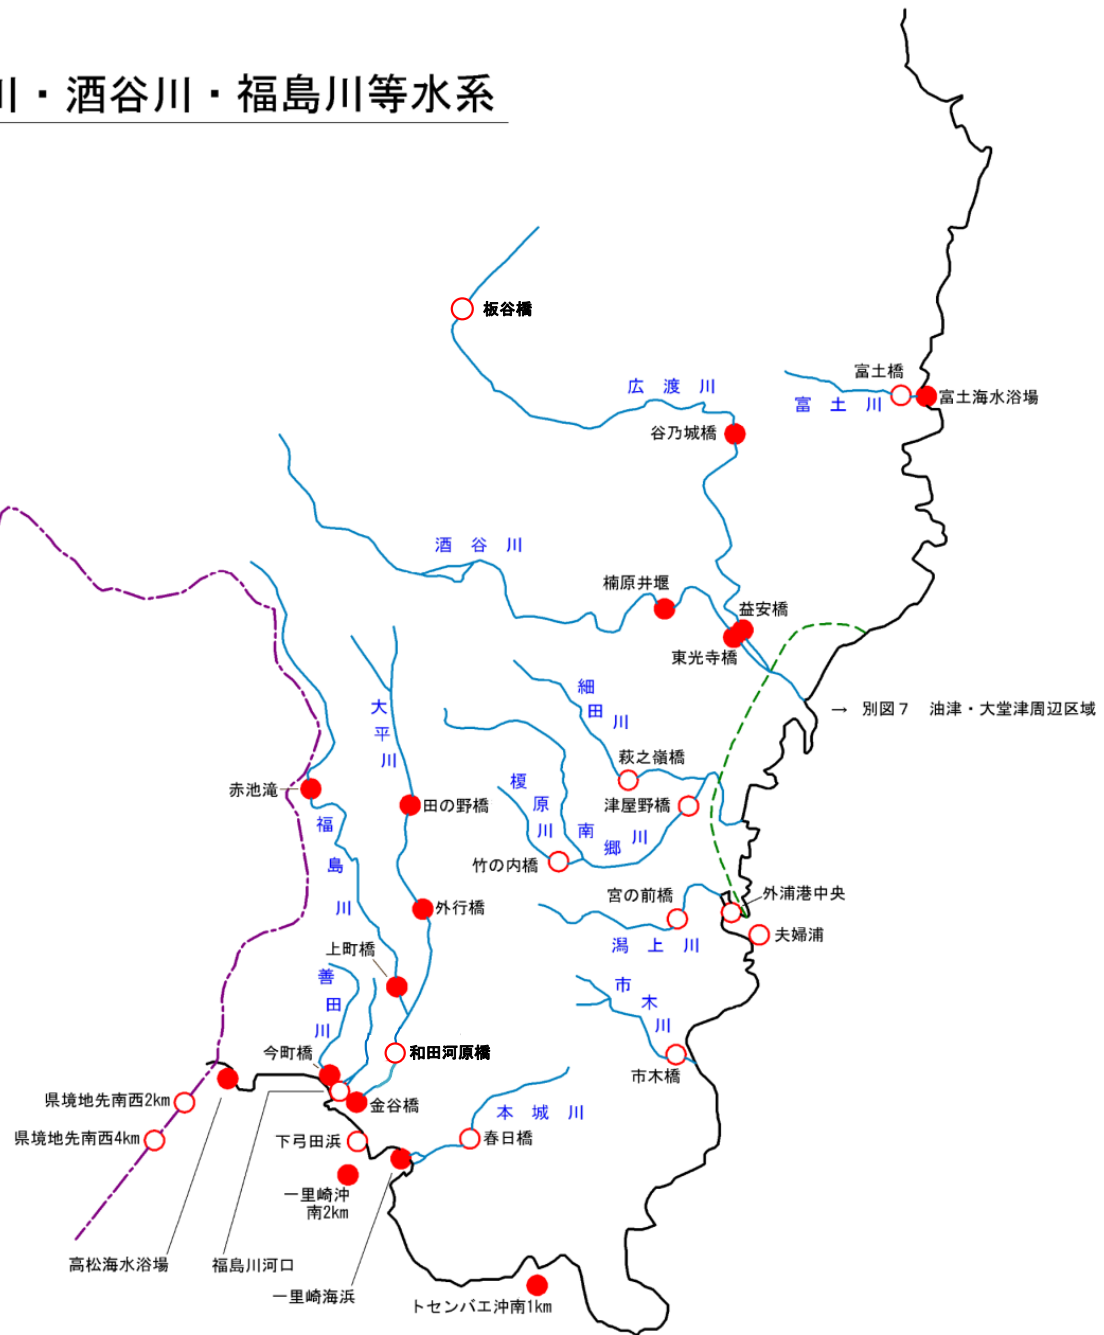 川・酒谷川・福島川等水系
板谷橋
広渡川
富土橋
富土川
富土海水浴場
谷乃城橋
酒谷川
楠原井堰
益安橋
東光寺橋
細田川
大平川
→ 別図7 油津・大堂津周辺区域
萩之嶺橋
赤池滝
田の野橋
榎原川
津屋野橋
福島川
南郷川
竹の内橋
宮の前橋
外浦港中央
外行橋
夫婦浦
潟上川
上町橋
善田川
市木川
今町橋
和田河原橋
市木橋
県境地先南西2km
金谷橋
本城川
県境地先南西4km
下弓田浜
春日橋
一里崎沖
南2km
高松海水浴場
福島川河口
一里崎海浜
トセンバエ沖南1km